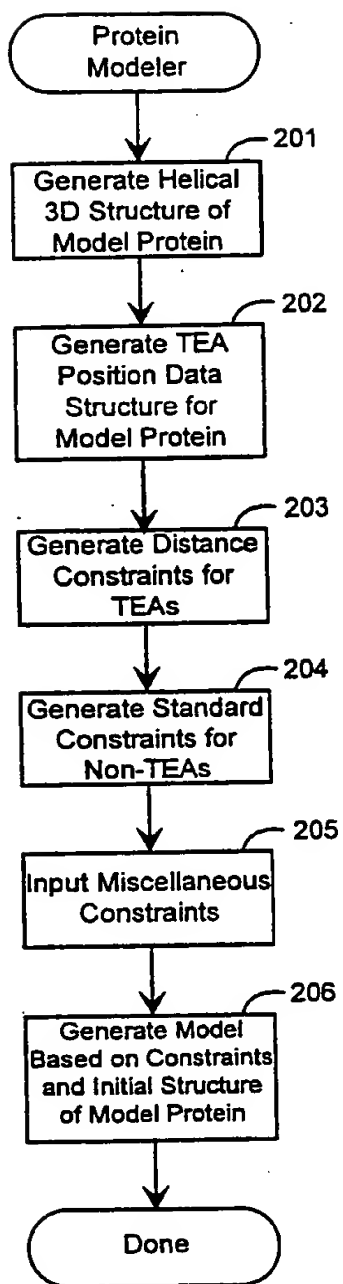 Protein
Modeler
201
Generate Helical
3D Structure of
Model Protein
202
Generate TEA
Position Data
Structure for
Model Protein
203
Generate Distance
Constraints for
TEAs
204
Generate Standard
Constraints for
Non-TEAs
205
Input Miscellaneous
Constraints
206
Generate Model
Based on Constraints
and Initial Structure
of Model Protein
Done